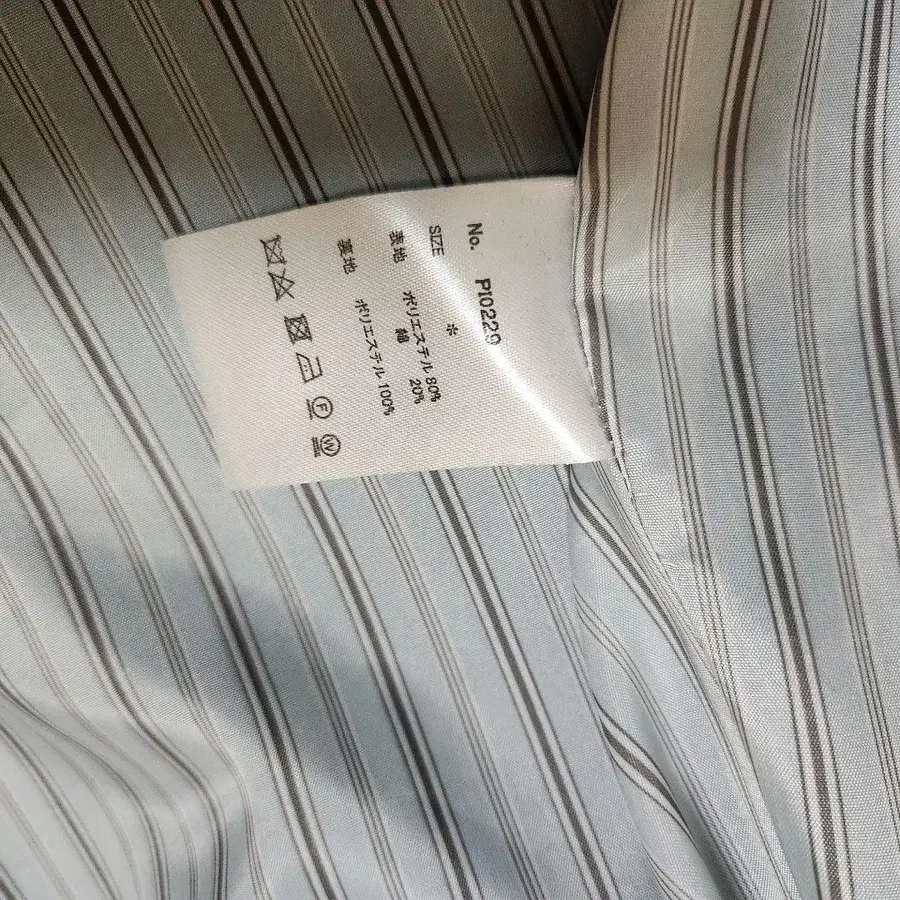 No. PI0229
SIZE *
表地 ポリエステル 80%
綿 20%
裏地 ポリエステル 100%
F
W